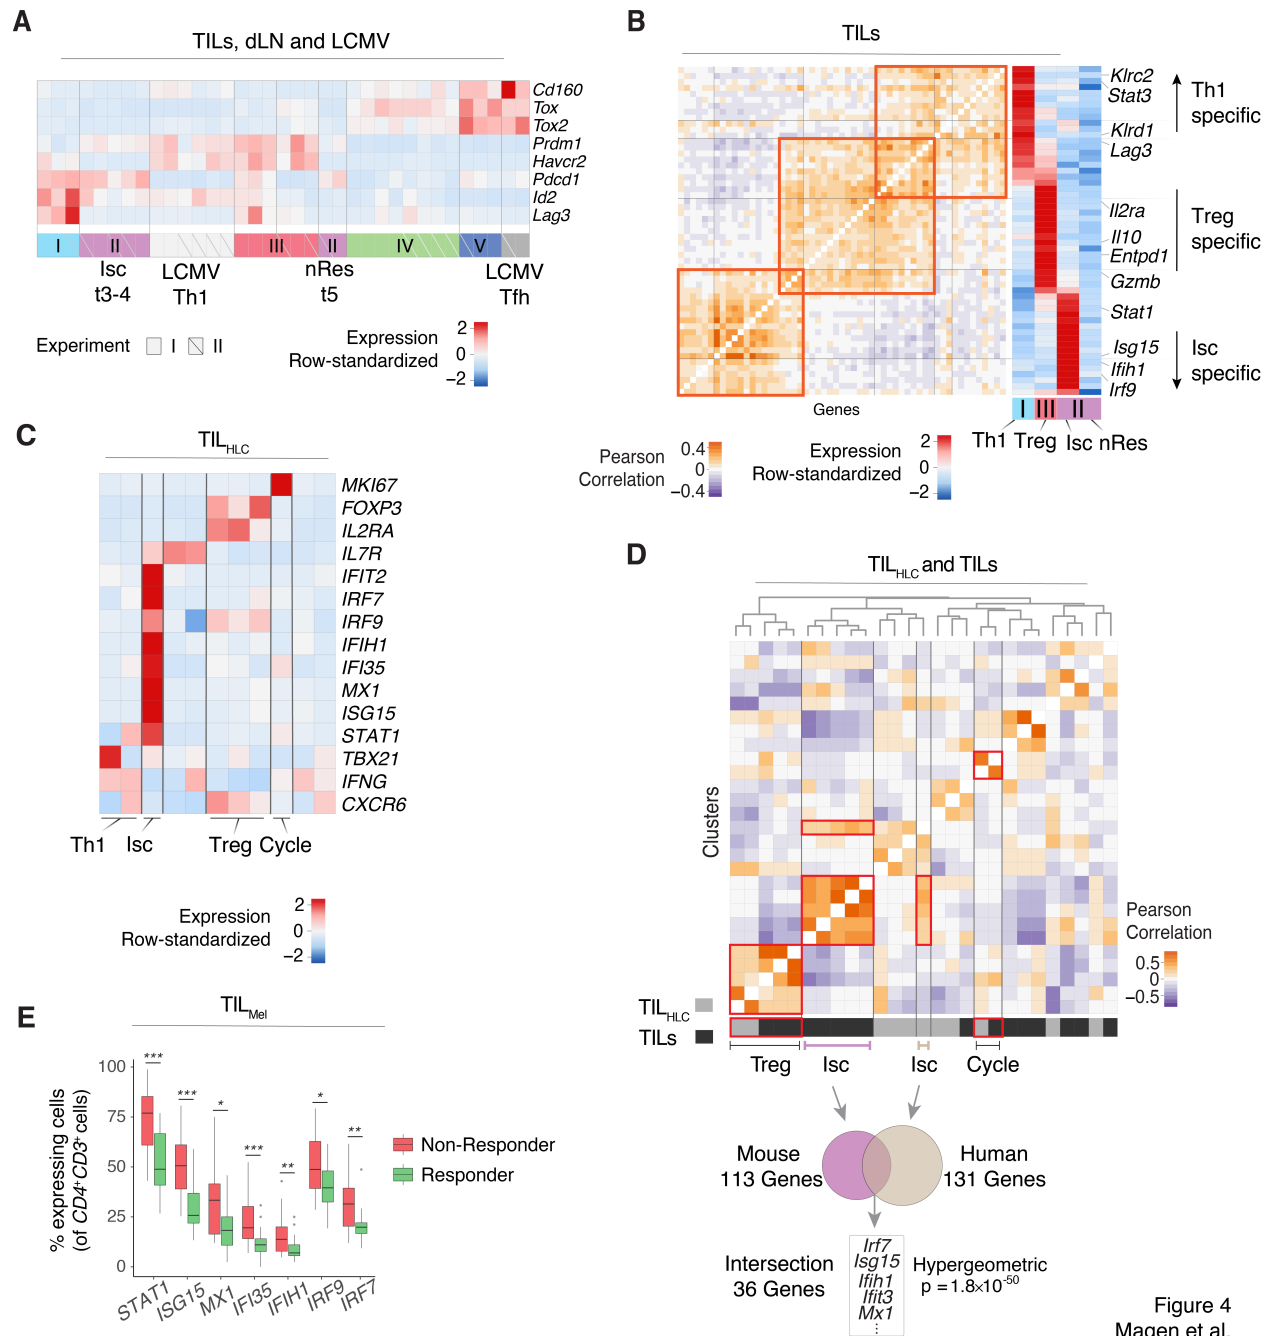 A
TILs, dLN and LCMV
Cd160
Tox
Tox2
Prdm1
Havcr2
Pdcd1
Id2
Lag3
I II III II IV V
Isc
t3-4
LCMV
Th1
nRes
t5
LCMV
Tfh
Experiment I II
Expression
Row-standardized
2
0
−2
B
TILs
Klrc2
Stat3
Klrd1
Lag3
Il2ra
Il10
Entpd1
Gzmb
Stat1
Isg15
Ifih1
Irf9
Th1
specific
Treg
specific
Isc
specific
Genes
I III II
Th1 Treg Isc nRes
Pearson
Correlation
0.4
0
−0.4
Expression
Row-standardized
2
0
−2
C
TILHLC
MKI67
FOXP3
IL2RA
IL7R
IFIT2
IRF7
IRF9
IFIH1
IFI35
MX1
ISG15
STAT1
TBX21
IFNG
CXCR6
Th1 Isc Treg Cycle
Expression
Row-standardized
2
0
−2
D
TILHLC and TILs
Clusters
Pearson
Correlation
0.5
0
−0.5
TILHLC
TILs
Treg Isc Isc Cycle
Mouse
113 Genes
Human
131 Genes
Intersection
36 Genes
Irf7
Isg15
Ifih1
Ifit3
Mx1
⋮
Hypergeometric
p =1.8×10-50
E
TILMel
% expressing cells
(of CD4+CD3+ cells)
100
75
50
25
0
*** *** * *** ** * **
STAT1 ISG15 MX1 IFI35 IFIH1 IRF9 IRF7
Non-Responder
Responder
Figure 4
Magen et al.